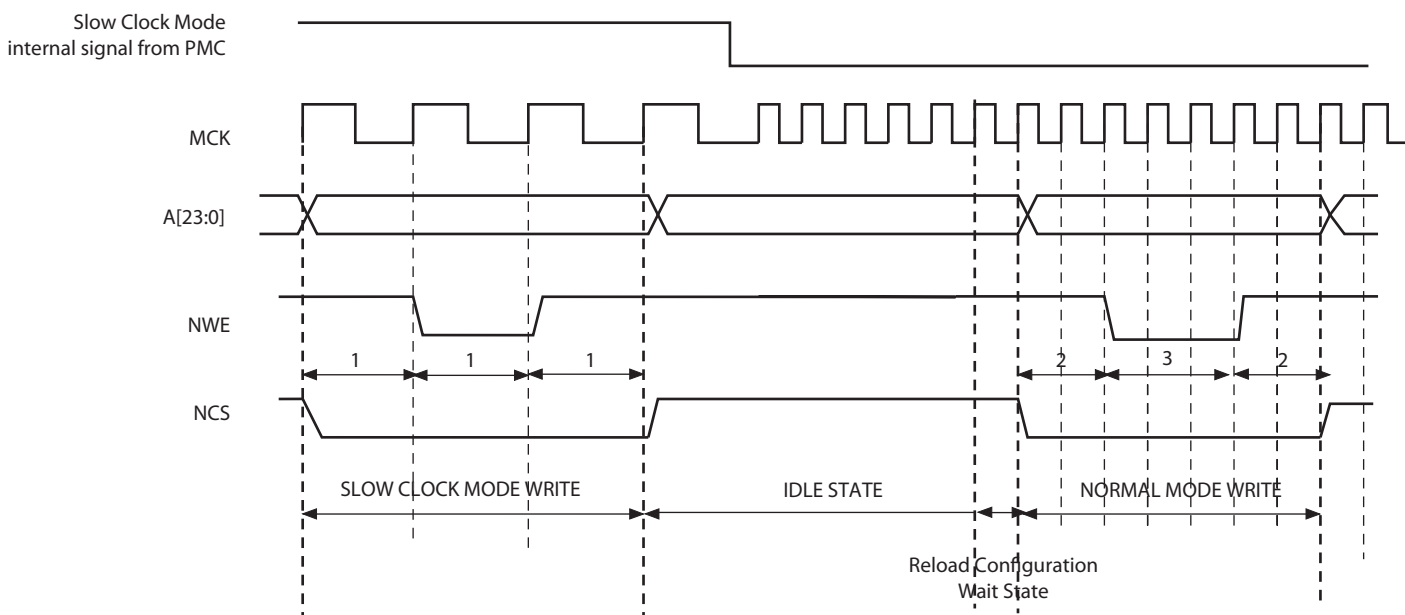 Slow Clock Mode
internal signal from PMC
MCK
A[23:0]
NWE
1 1 1 2 3 2
NCS
SLOW CLOCK MODE WRITE IDLE STATE NORMAL MODE WRITE
Reload Configuration
Wait State